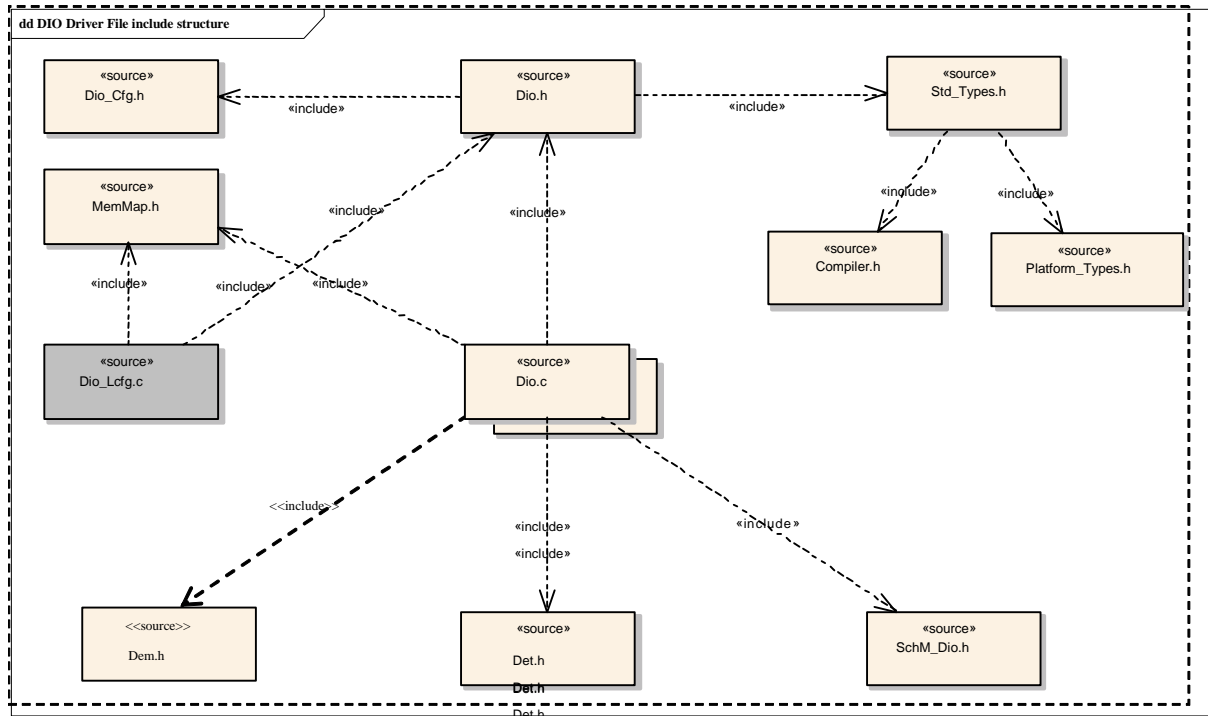 dd DIO Driver File include structure
«source»
Dio_Cfg.h
«source»
Dio.h
«source»
Std_Types.h
«include»
«include»
«source»
MemMap.h
«include»
«include»
«include»
«include»
«source»
Compiler.h
«source»
Platform_Types.h
«include»
«include»
«include»
«source»
Dio_Lcfg.c
«source»
Dio.c
<<include>>
«include»
«include»
«include»
<<source>>
Dem.h
«source»
Det.h
Det.h
Det.h
«source»
SchM_Dio.h